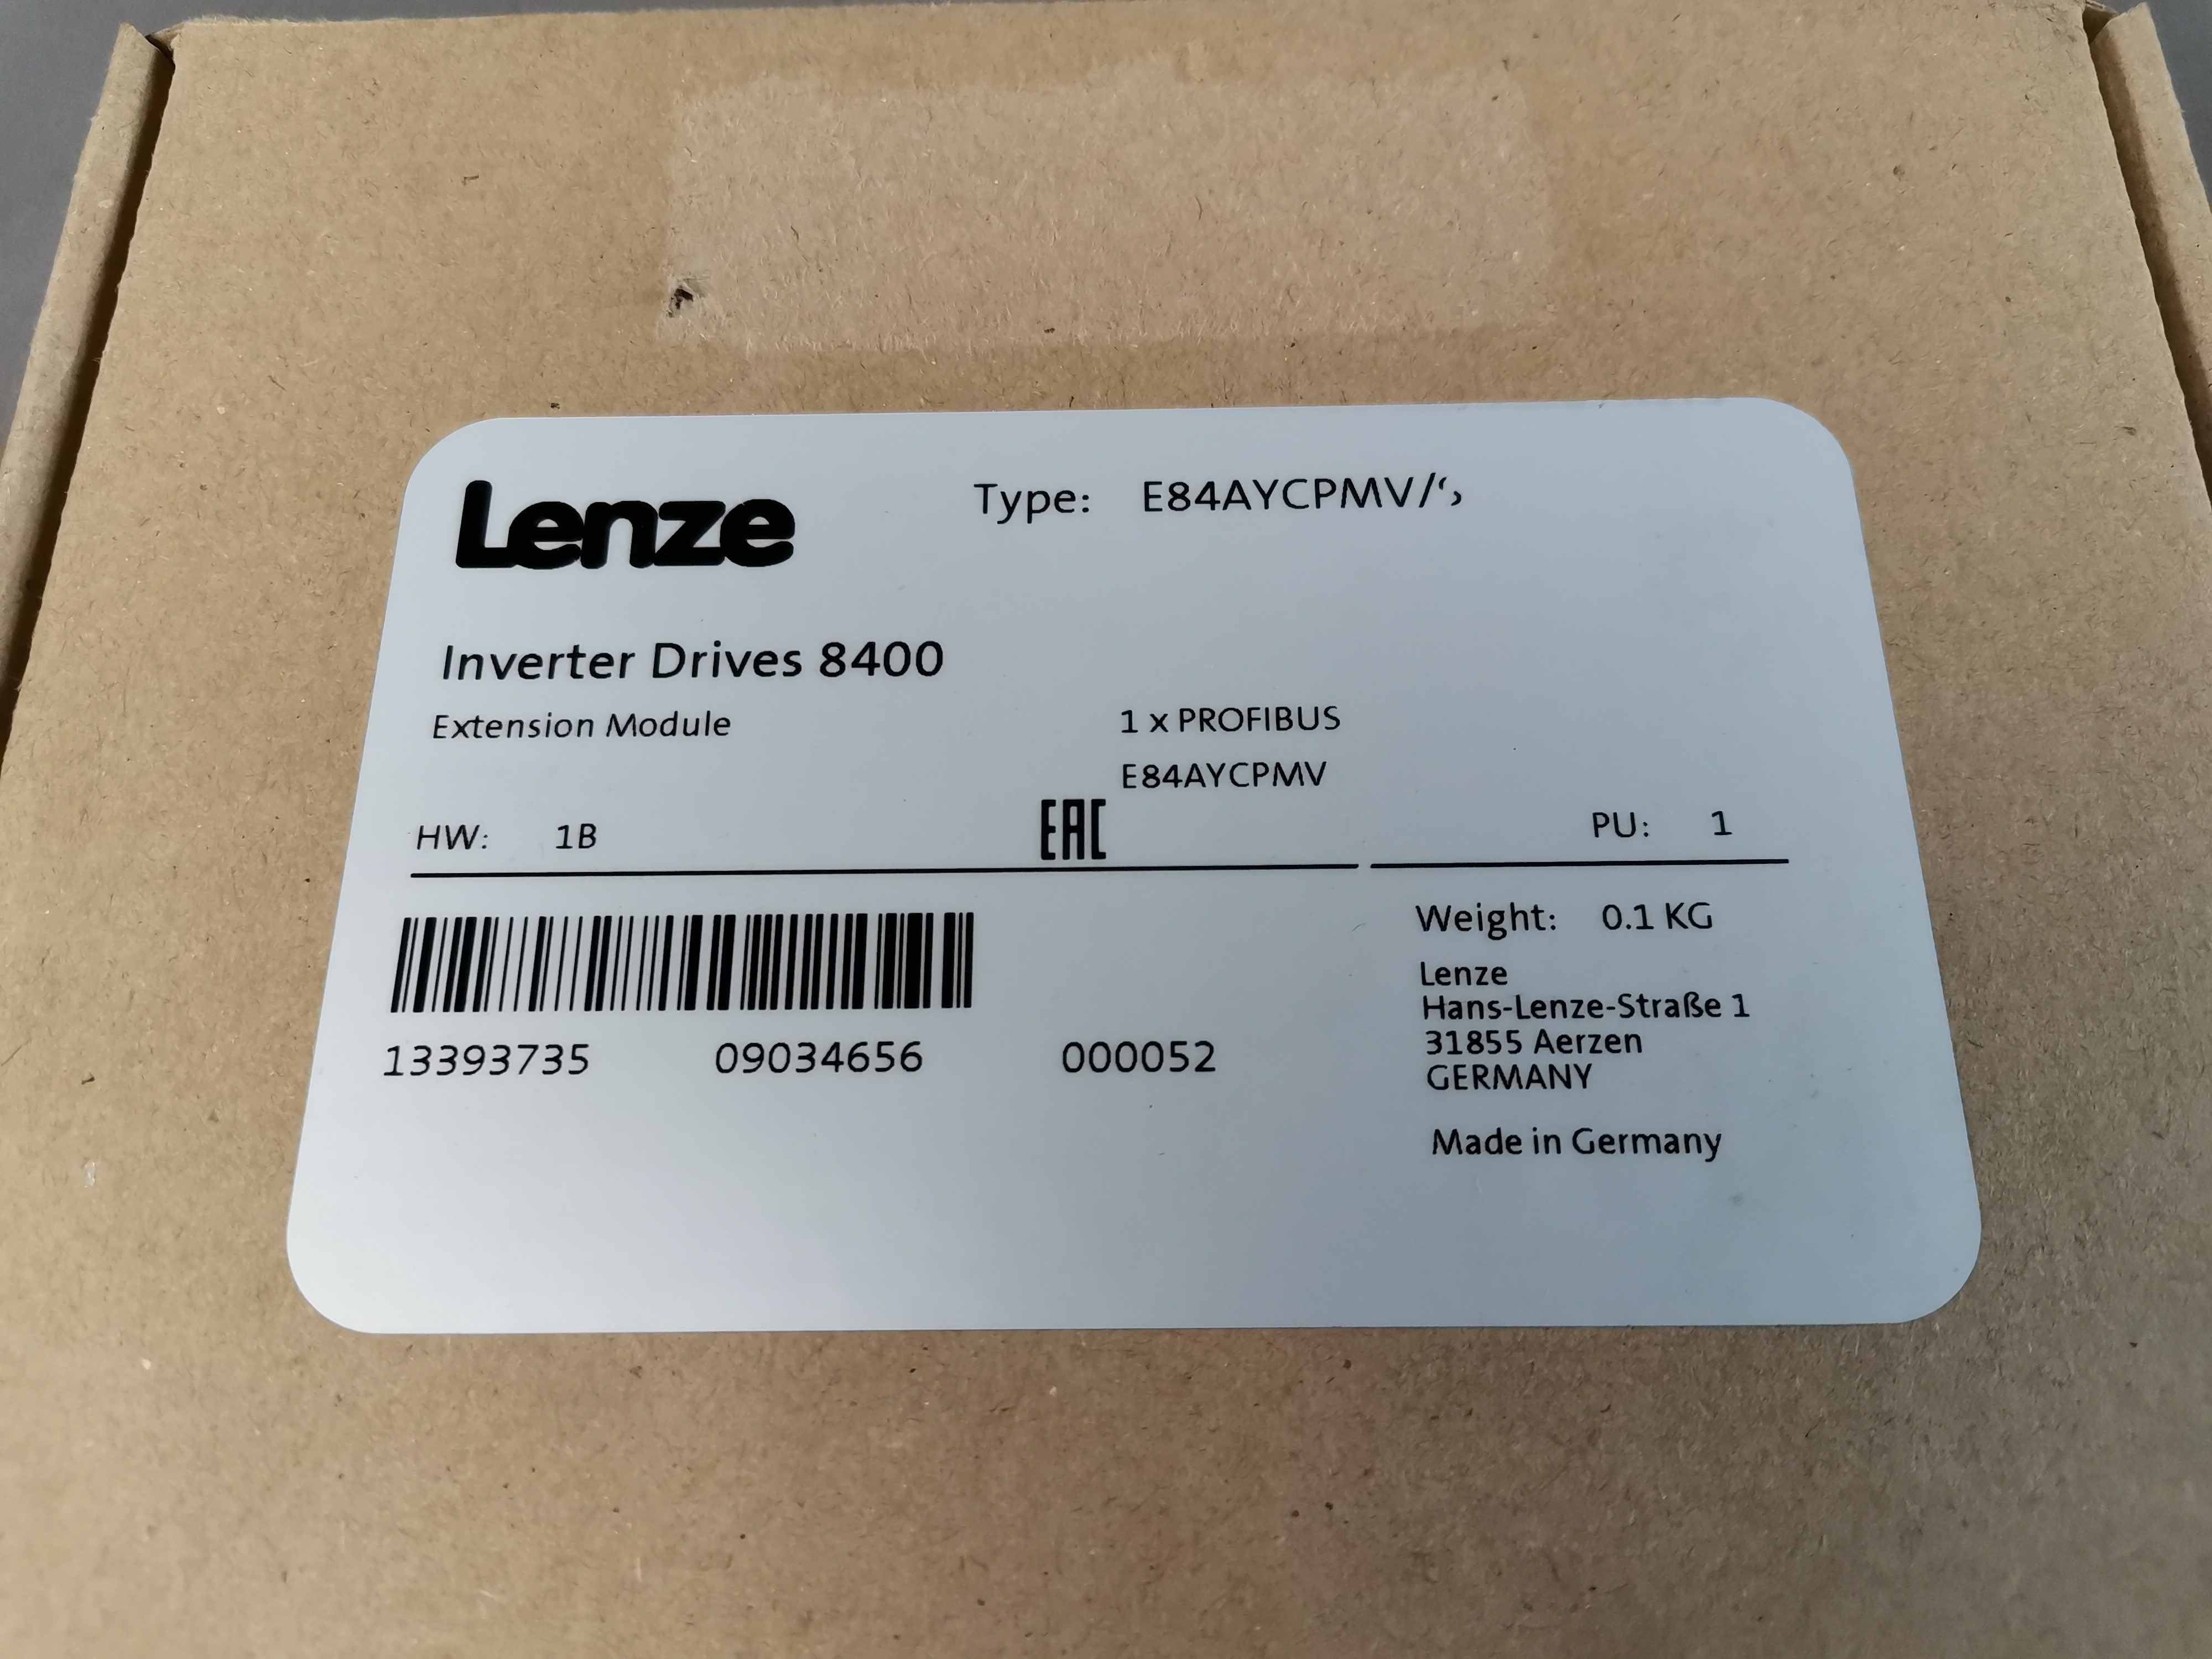 Lenze
Type: E84AYCPMV/
Inverter Drives 8400
Extension Module
1 x PROFIBUS
E84AYCPMV
HW: 1B
EAC
PU: 1
Weight: 0.1 KG
Lenze
Hans-Lenze-Straße 1
31855 Aerzen
GERMANY
Made in Germany
13393735 09034656 000052